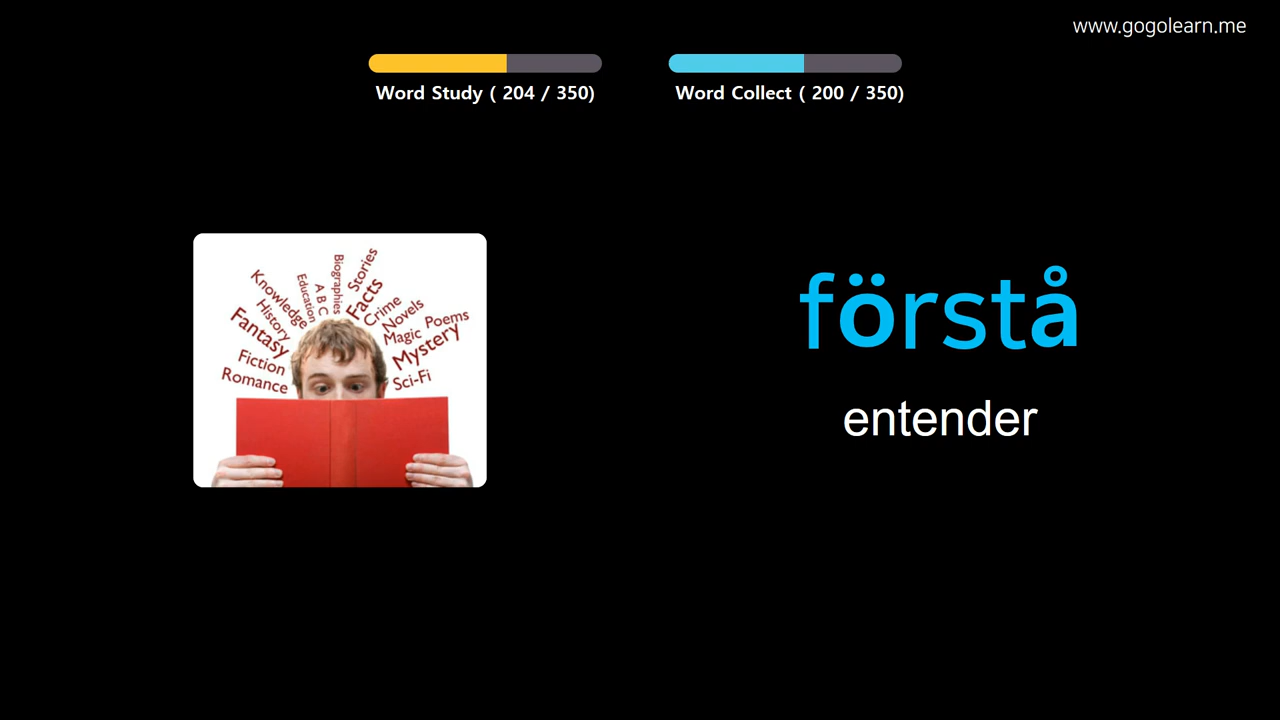 www.gogolearn.me
Word Study ( 204 / 350)
Word Collect ( 200 / 350)
Stories
Biographies
Facts
Knowledge
Education
A B C
Crime
History
Novels
Fantasy
Poems
Magic
Mystery
Fiction
Romance
Sci-Fi
förstå
entender